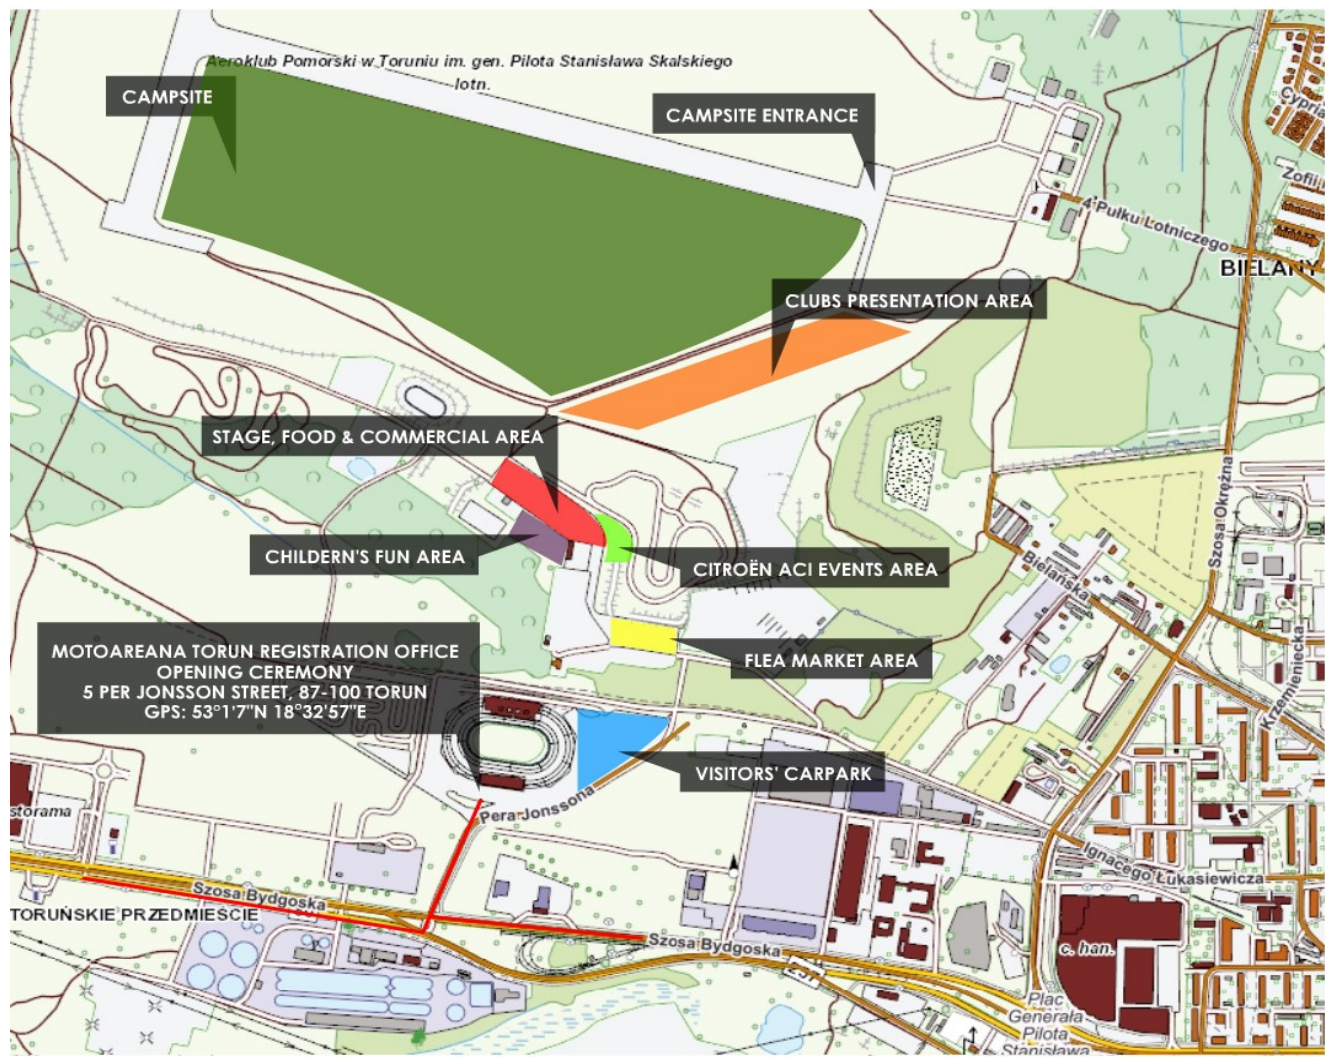 Aeroklub Pomorski w Toruniu im. gen. Pilota Stanisława Skalskiego
lotn.
CAMPSITE
CAMPSITE ENTRANCE
4 Pułku Lotniczego
Zofii
BIELANY
CLUBS PRESENTATION AREA
STAGE, FOOD & COMMERCIAL AREA
CHILDERN'S FUN AREA
CITROËN ACI EVENTS AREA
Szosa Okrężna
Bielańska
Krzemieniecka
MOTOAREANA TORUN REGISTRATION OFFICE
OPENING CEREMONY
5 PER JONSSON STREET, 87-100 TORUN
GPS: 53°1'7"N 18°32'57"E
FLEA MARKET AREA
VISITORS' CARPARK
Pera Jonssona
storama
Ignacego Łukasiewicza
Szosa Bydgoska
TORUŃSKIE PRZEDMIEŚCIE
Szosa Bydgoska
c. han.
Plac
Generała
Pilota
Stanisława